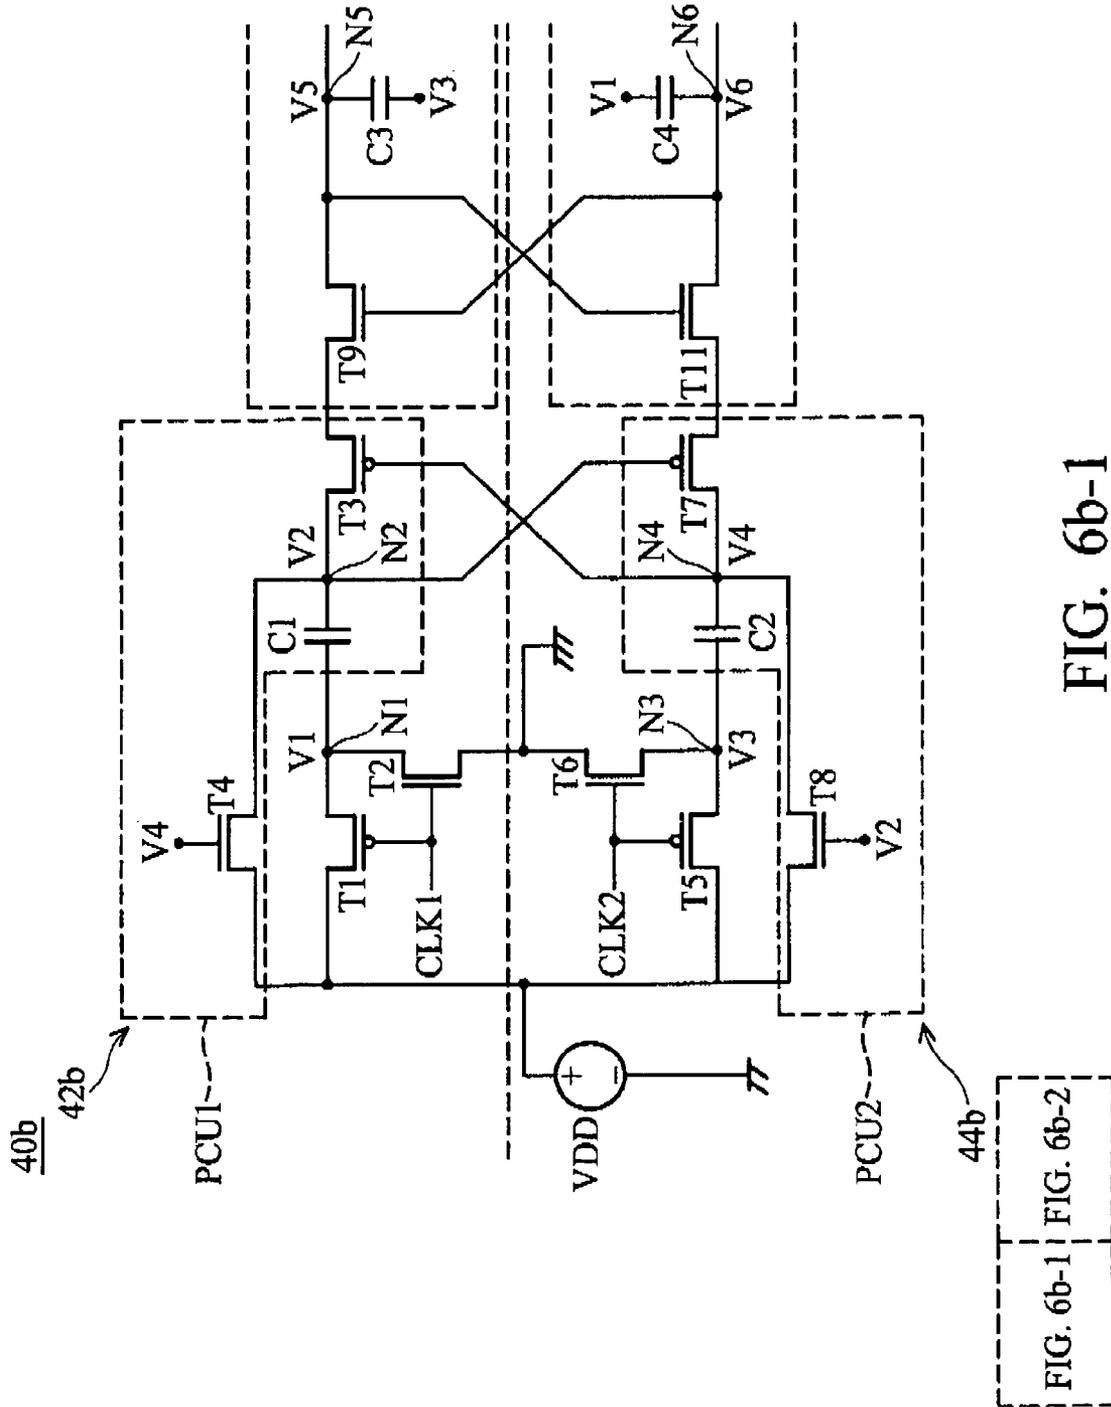 40b
42b
PCU1
V4
T4
V1
N1
C1
V2
N2
T1
T2
CLK1
T3
T9
V5
N5
C3
V3
VDD
+
−
CLK2
T6
T5
N3
V3
C2
N4
V4
T7
T11
V1
C4
N6
V6
T8
V2
PCU2
44b
FIG. 6b-1
FIG. 6b-2
FIG. 6b-1